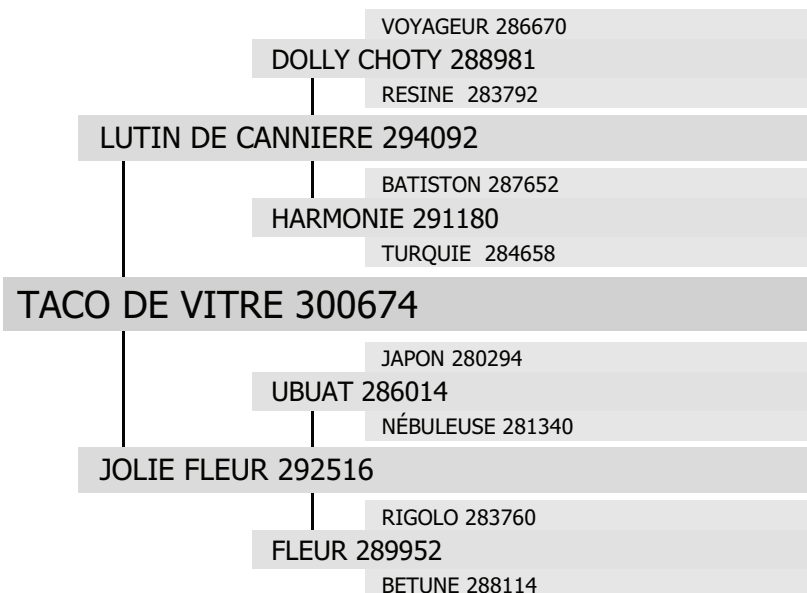 VOYAGEUR 286670
DOLLY CHOTY 288981
RESINE 283792
LUTIN DE CANNIERE 294092
BATISTON 287652
HARMONIE 291180
TURQUIE 284658
TACO DE VITRE 300674
JAPON 280294
UBUAT 286014
NÉBULEUSE 281340
JOLIE FLEUR 292516
RIGOLO 283760
FLEUR 289952
BETUNE 288114